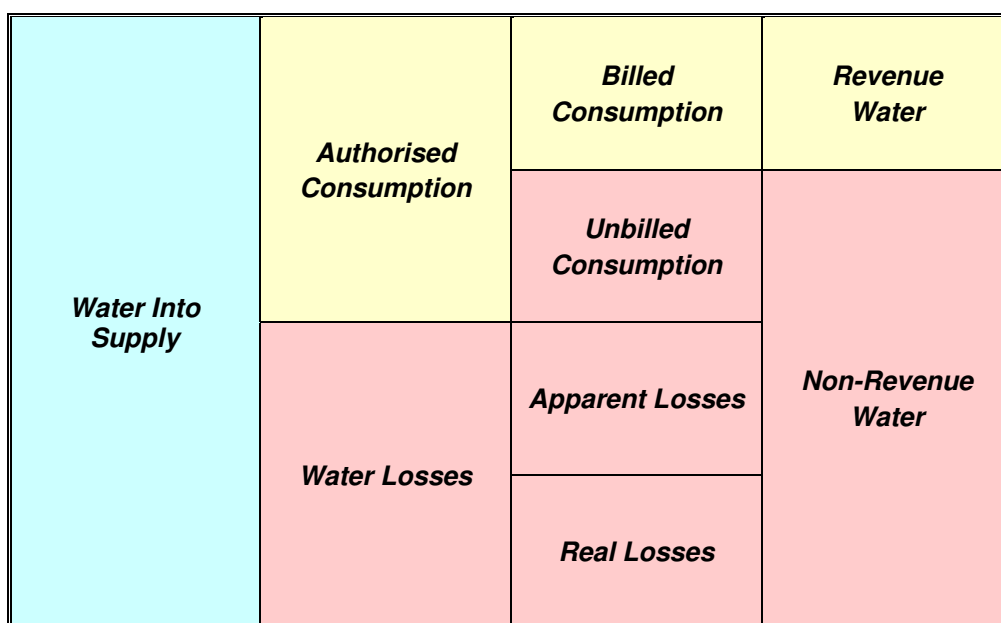 Water Into
Supply
Authorised
Consumption
Water Losses
Billed
Consumption
Unbilled
Consumption
Apparent Losses
Real Losses
Revenue
Water
Non-Revenue
Water